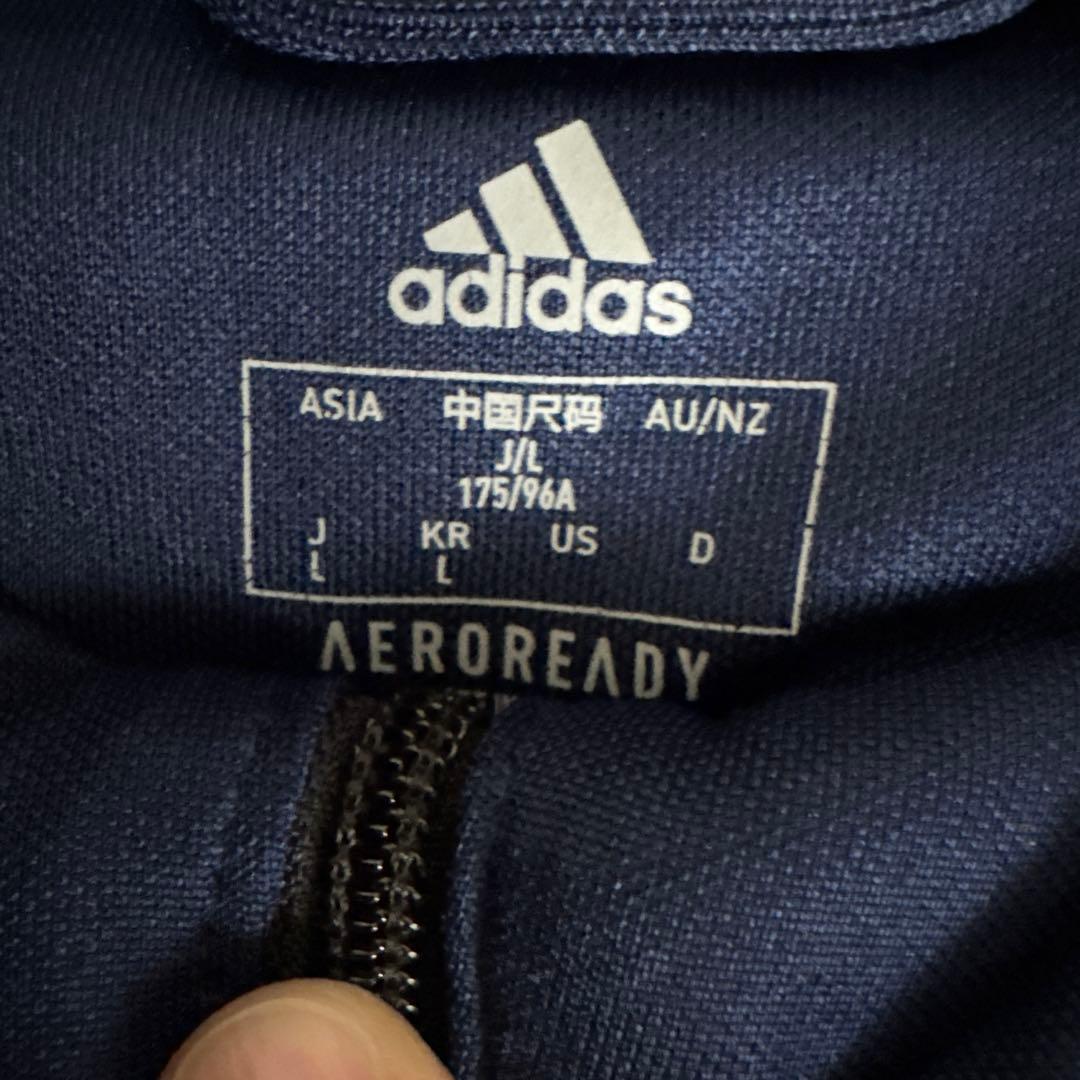 adidas
ASIA 中国尺码 AU/NZ
J/L
175/96A
J KR US D
L L
AEROREADY